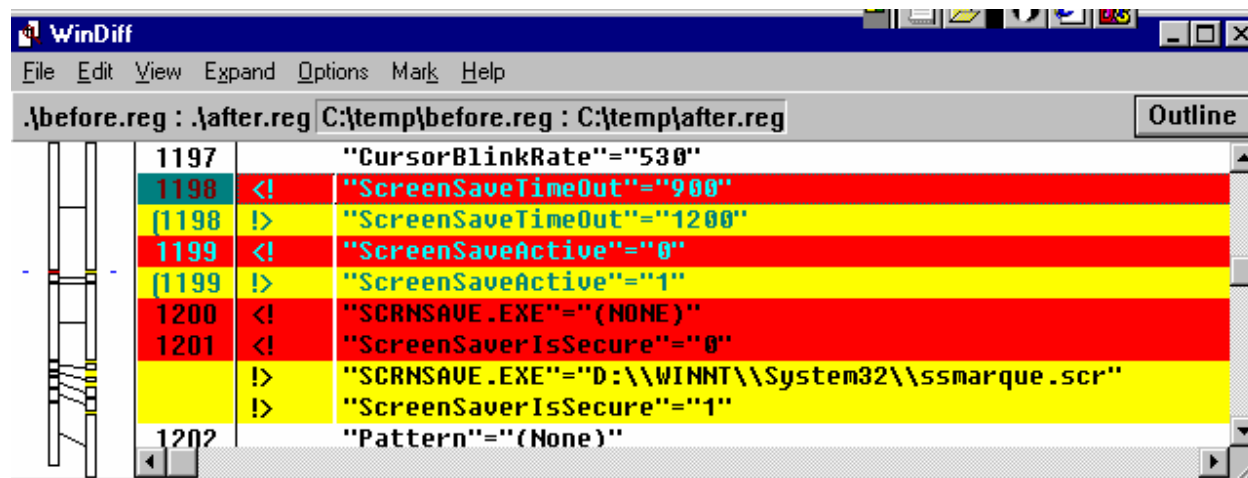 WinDiff
File Edit View Expand Options Mark Help
.\before.reg : .\after.reg C:\temp\before.reg : C:\temp\after.reg Outline
1197 "CursorBlinkRate"="530"
1198 <! "ScreenSaveTimeOut"="900"
(1198 !> "ScreenSaveTimeOut"="1200"
1199 <! "ScreenSaveActive"="0"
(1199 !> "ScreenSaveActive"="1"
1200 <! "SCRNSAVE.EXE"="(NONE)"
1201 <! "ScreenSaverIsSecure"="0"
!> "SCRNSAVE.EXE"="D:\\WINNT\\System32\\ssmarque.scr"
!> "ScreenSaverIsSecure"="1"
1202 "Pattern"="(None)"